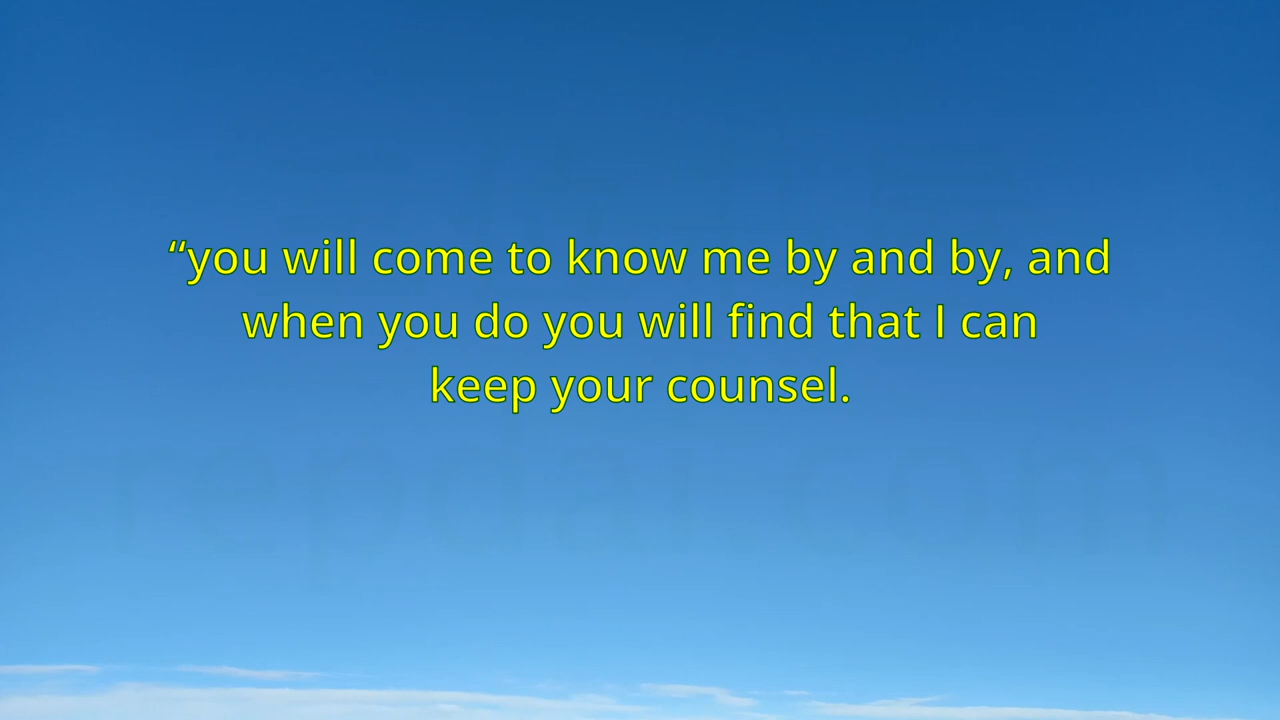 “you will come to know me by and by, and
when you do you will find that I can
keep your counsel.